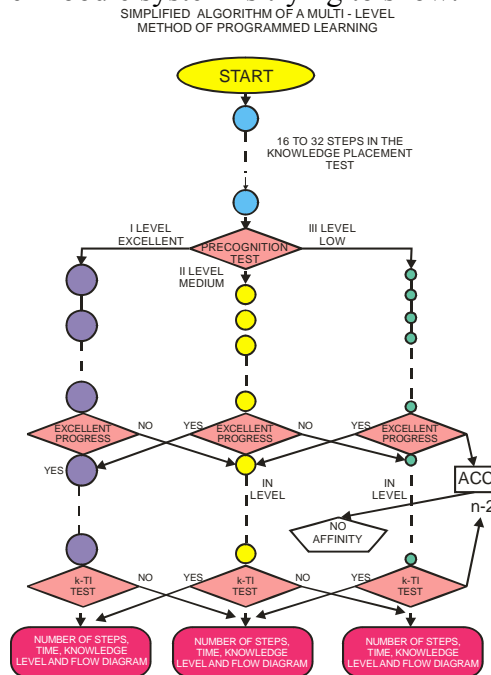 SIMPLIFIED ALGORITHM OF A MULTI - LEVEL
METHOD OF PROGRAMMED LEARNING
START
16 TO 32 STEPS IN THE
KNOWLEDGE PLACEMENT
TEST
I LEVEL
EXCELLENT
PRECOGNITION
TEST
III LEVEL
LOW
II LEVEL
MEDIUM
EXCELLENT
PROGRESS
NO
YES
EXCELLENT
PROGRESS
NO
YES
EXCELLENT
PROGRESS
YES
IN
LEVEL
IN
LEVEL
ACC
n-2
NO
AFFINITY
k-TI
TEST
NO
YES
k-TI
TEST
NO
YES
k-TI
TEST
NUMBER OF STEPS,
TIME, KNOWLEDGE
LEVEL AND FLOW DIAGRAM
NUMBER OF STEPS,
TIME, KNOWLEDGE
LEVEL AND FLOW DIAGRAM
NUMBER OF STEPS,
TIME, KNOWLEDGE
LEVEL AND FLOW DIAGRAM